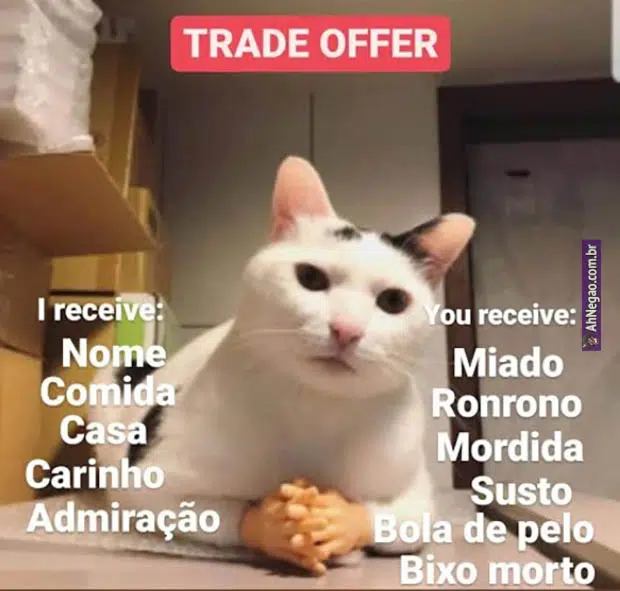 TRADE OFFER
I receive:
Nome
Comida
Casa
Carinho
Admiração
You receive:
Miado
Ronrono
Mordida
Susto
Bola de pelo
Bixo morto
AhNegao.com.br